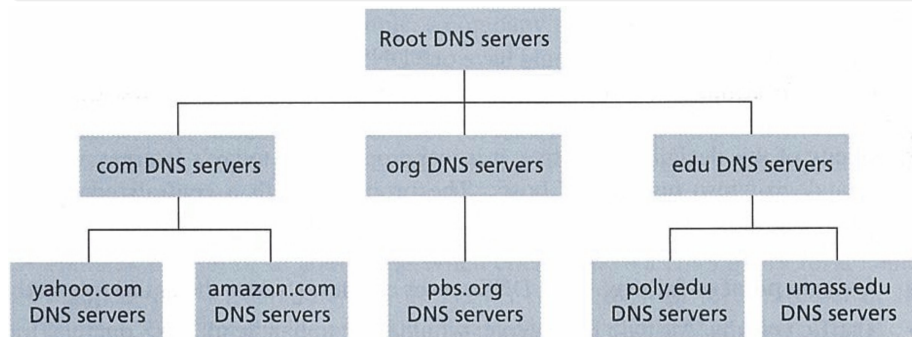 Root DNS servers
com DNS servers
org DNS servers
edu DNS servers
yahoo.com
DNS servers
amazon.com
DNS servers
pbs.org
DNS servers
poly.edu
DNS servers
umass.edu
DNS servers